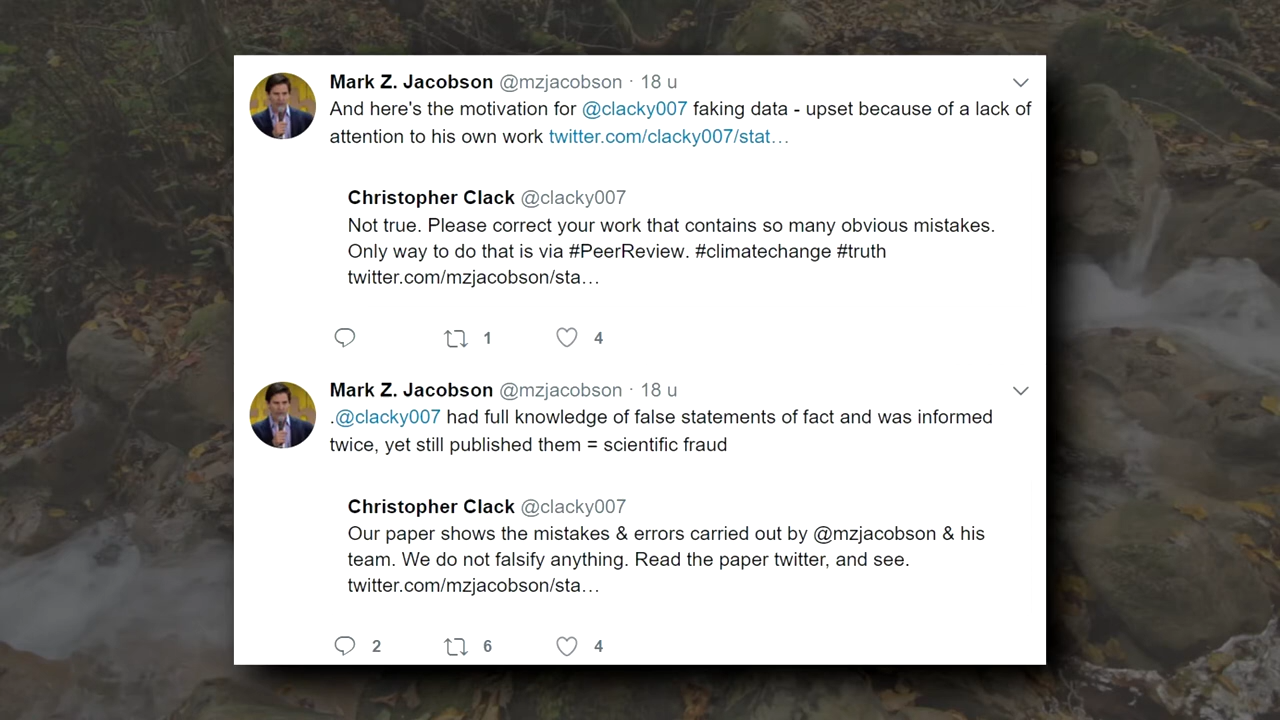 Mark Z. Jacobson @mzjacobson · 18 u
And here's the motivation for @clacky007 faking data - upset because of a lack of
attention to his own work twitter.com/clacky007/stat…
Christopher Clack @clacky007
Not true. Please correct your work that contains so many obvious mistakes.
Only way to do that is via #PeerReview. #climatechange #truth
twitter.com/mzjacobson/sta…
1 4
Mark Z. Jacobson @mzjacobson · 18 u
.@clacky007 had full knowledge of false statements of fact and was informed
twice, yet still published them = scientific fraud
Christopher Clack @clacky007
Our paper shows the mistakes & errors carried out by @mzjacobson & his
team. We do not falsify anything. Read the paper twitter, and see.
twitter.com/mzjacobson/sta…
2 6 4